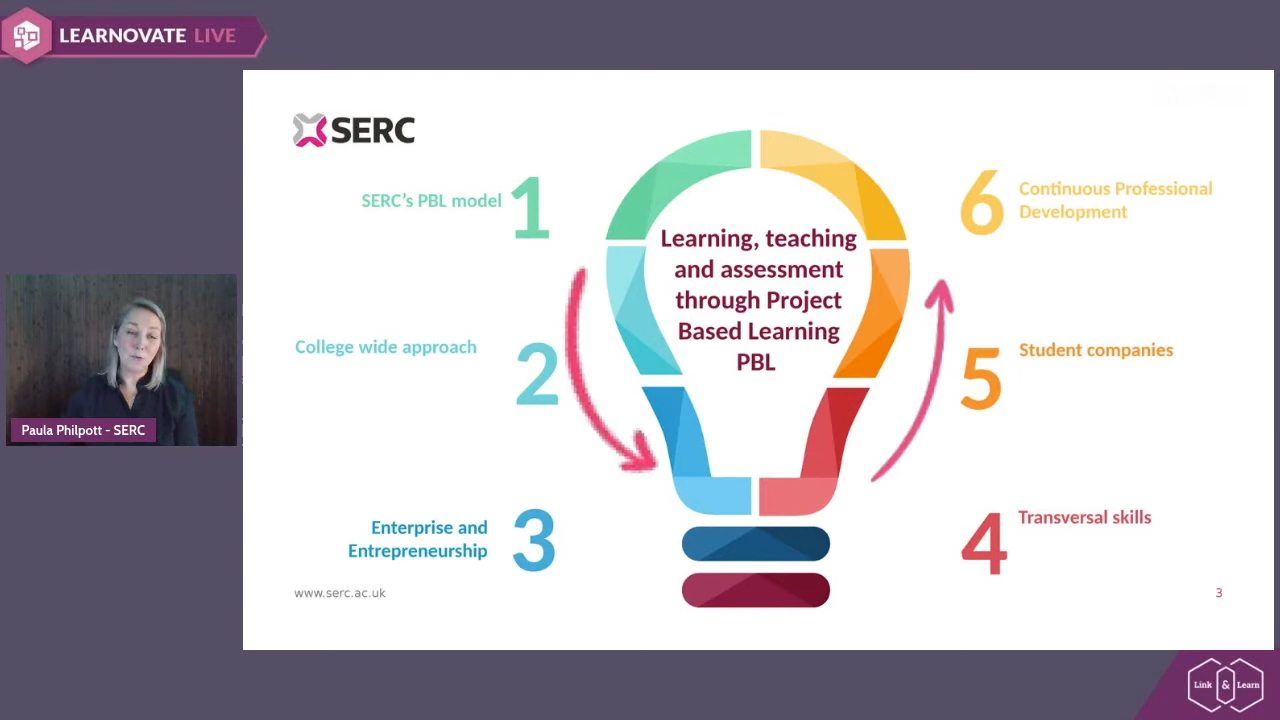 LEARNOVATE LIVE
SERC
SERC's PBL model 1
College wide approach 2
Enterprise and
Entrepreneurship 3
Learning, teaching
and assessment
through Project
Based Learning
PBL
6 Continuous Professional
Development
5 Student companies
4 Transversal skills
www.serc.ac.uk
3
Paula Philpott - SERC
Link & Learn